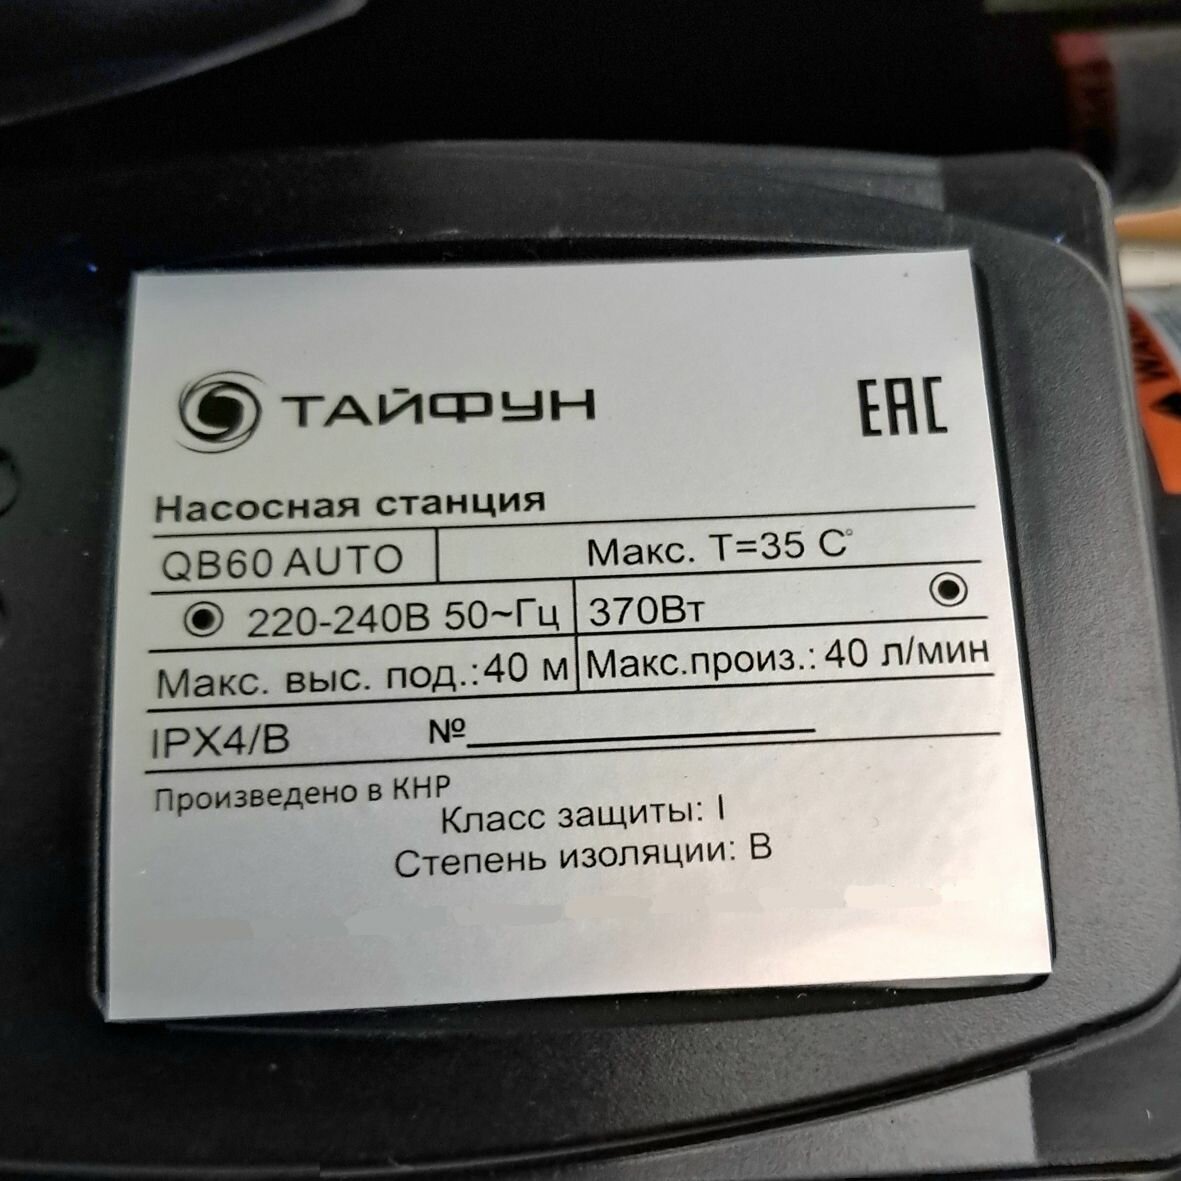 ТАЙФУН EAC
Насосная станция
QB60 AUTO Макс. T=35 C°
220-240В 50~Гц 370Вт
Макс. выс. под.:40 м Макс.произ.: 40 л/мин
IPX4/B №
Произведено в КНР
Класс защиты: I
Степень изоляции: В